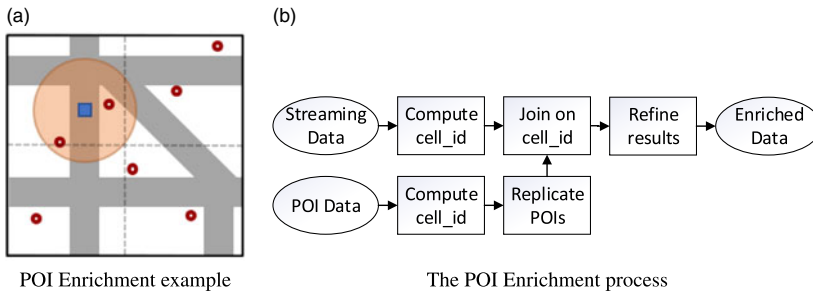 (a)
(b)
Streaming
Data
Compute
cell_id
Join on
cell_id
Refine
results
Enriched
Data
POI Data
Compute
cell_id
Replicate
POIs
POI Enrichment example
The POI Enrichment process